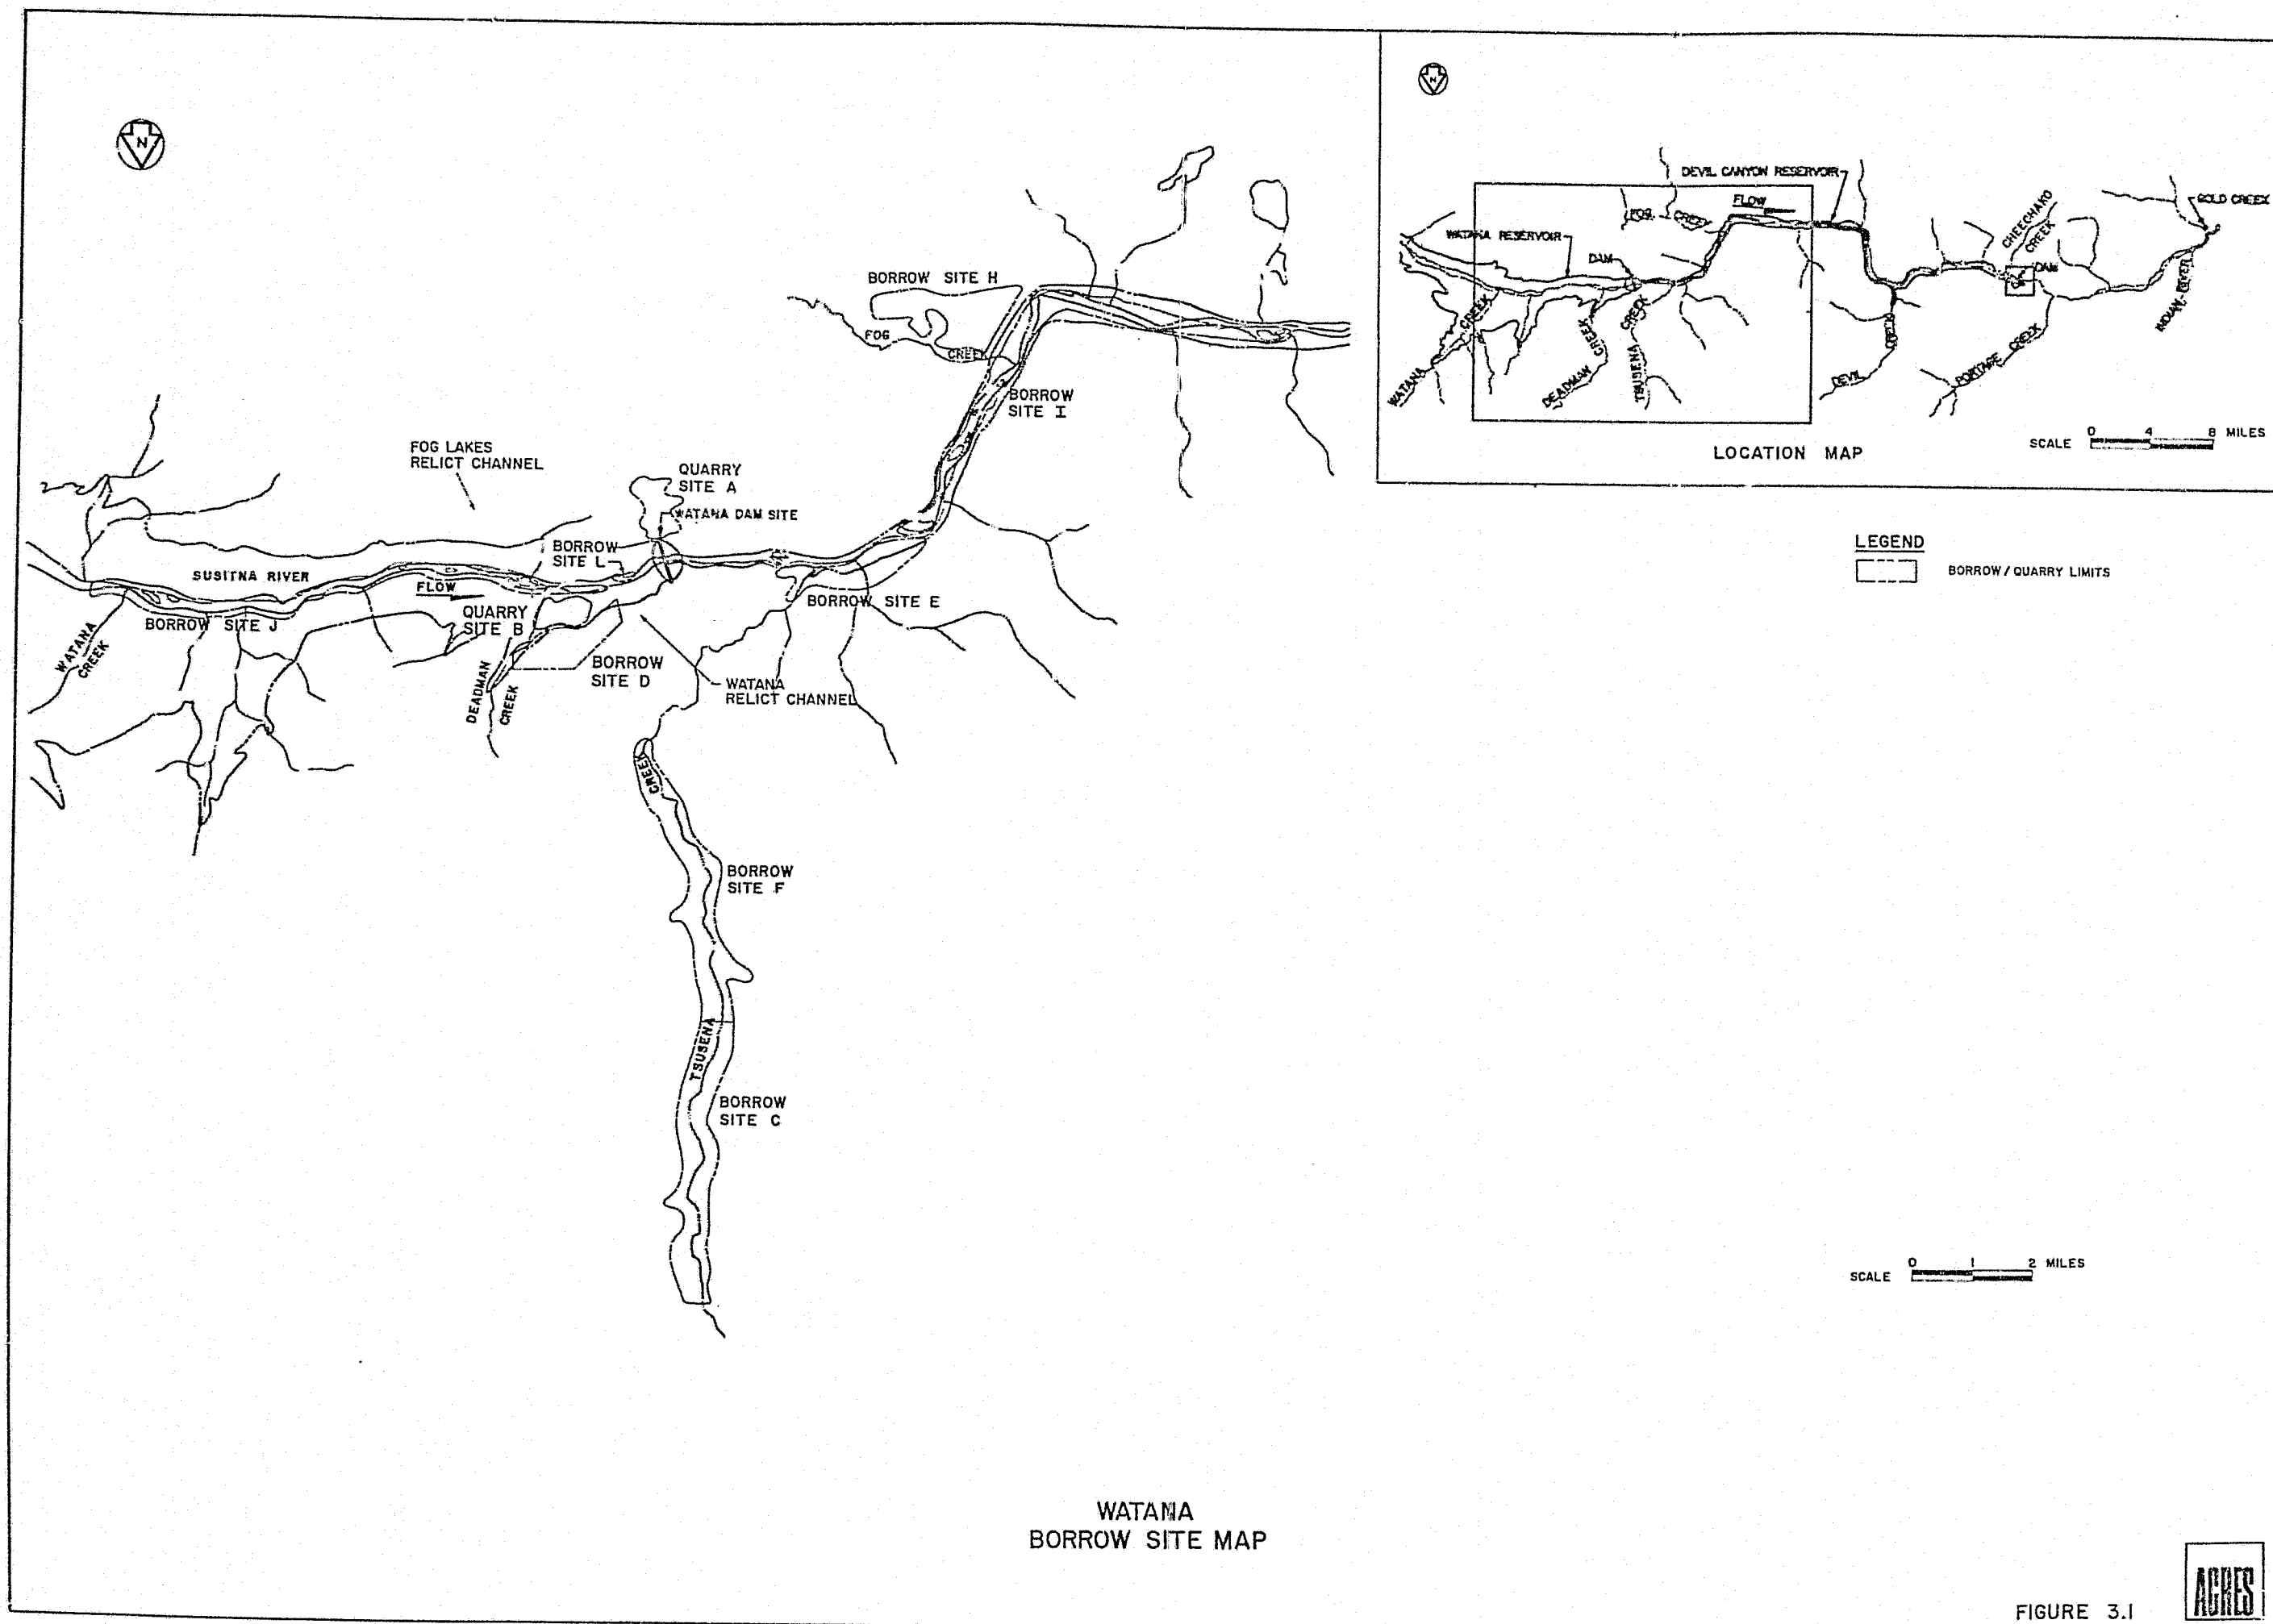 N
BORROW SITE H
FOG
CREEK
BORROW
SITE I
FOG LAKES
RELICT CHANNEL
QUARRY
SITE A
WATANA DAM SITE
BORROW
SITE L
SUSITNA RIVER
FLOW
BORROW SITE E
QUARRY
SITE B
BORROW SITE J
WATANA
CREEK
BORROW
SITE D
DEADMAN
CREEK
WATANA
RELICT CHANNEL
CREEK
BORROW
SITE F
TSUSENA
BORROW
SITE C
N
DEVIL CANYON RESERVOIR
FLOW
FOG CREEK
WATANA RESERVOIR
DAM
CHEECHAKO
CREEK
GOLD CREEK
DAM
WATANA
CREEK
DEADMAN CREEK
TSUSENA
CREEK
DEVIL
CREEK
PORTAGE CREEK
INDIAN RIVER
LOCATION MAP
SCALE 0 4 8 MILES
LEGEND
BORROW / QUARRY LIMITS
SCALE 0 1 2 MILES
WATANA
BORROW SITE MAP
FIGURE 3.1
ACRES